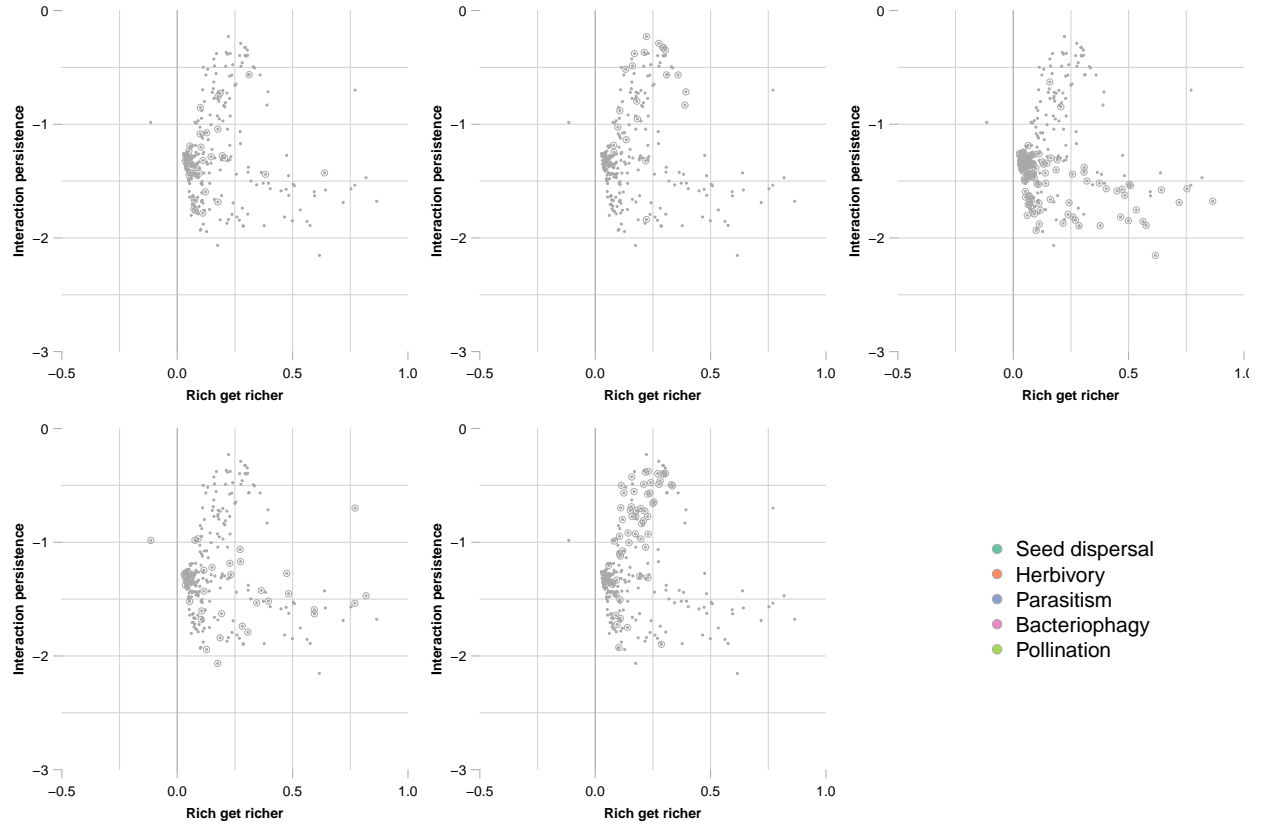 0
−1
−2
−3
−0.5 0.0 0.5 1.0
Rich get richer
Interaction persistence
0
−1
−2
−3
−0.5 0.0 0.5 1.0
Rich get richer
Interaction persistence
0
−1
−2
−3
−0.5 0.0 0.5 1.0
Rich get richer
Interaction persistence
0
−1
−2
−3
−0.5 0.0 0.5 1.0
Rich get richer
Interaction persistence
0
−1
−2
−3
−0.5 0.0 0.5 1.0
Rich get richer
Interaction persistence
Seed dispersal
Herbivory
Parasitism
Bacteriophagy
Pollination